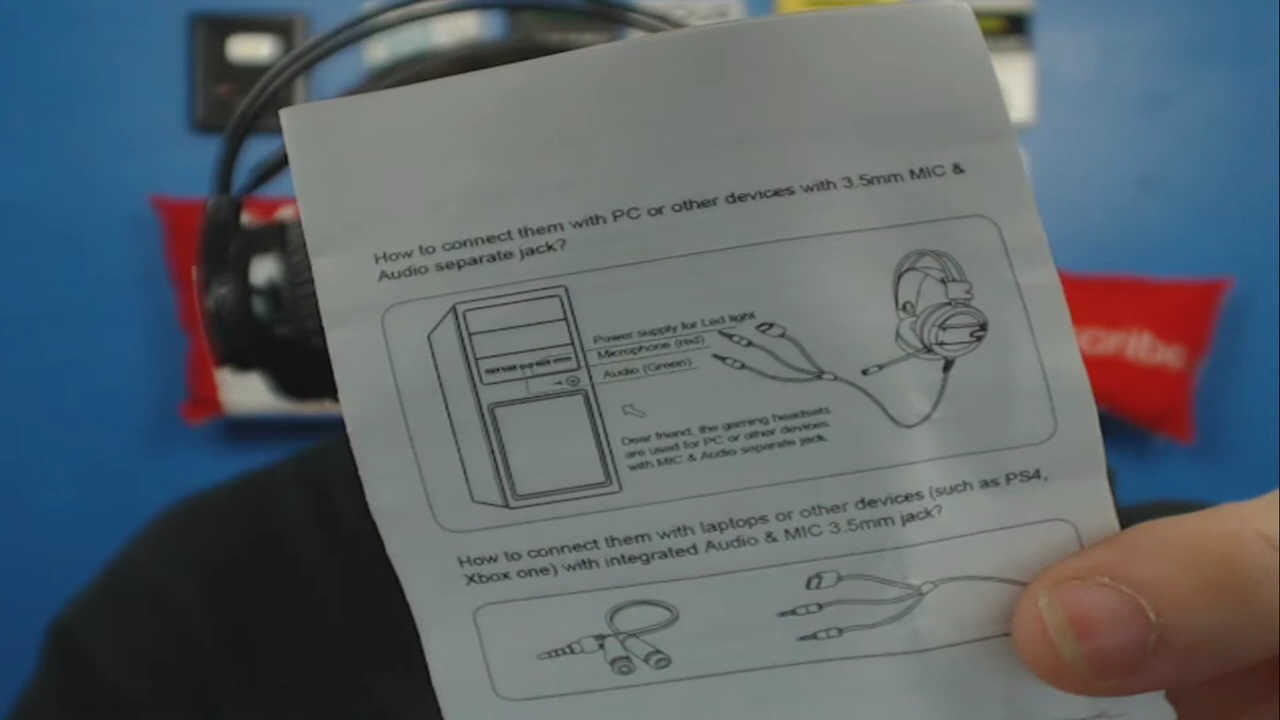 How to connect them with PC or other devices with 3.5mm MIC &
Audio separate jack?
Power supply for Led light
Microphone (red)
Audio (Green)
Dear friend, the gaming headsets
are used for PC or other devices
with MIC & Audio separate jack.
How to connect them with laptops or other devices (such as PS4,
Xbox one) with integrated Audio & MIC 3.5mm jack?
cribe